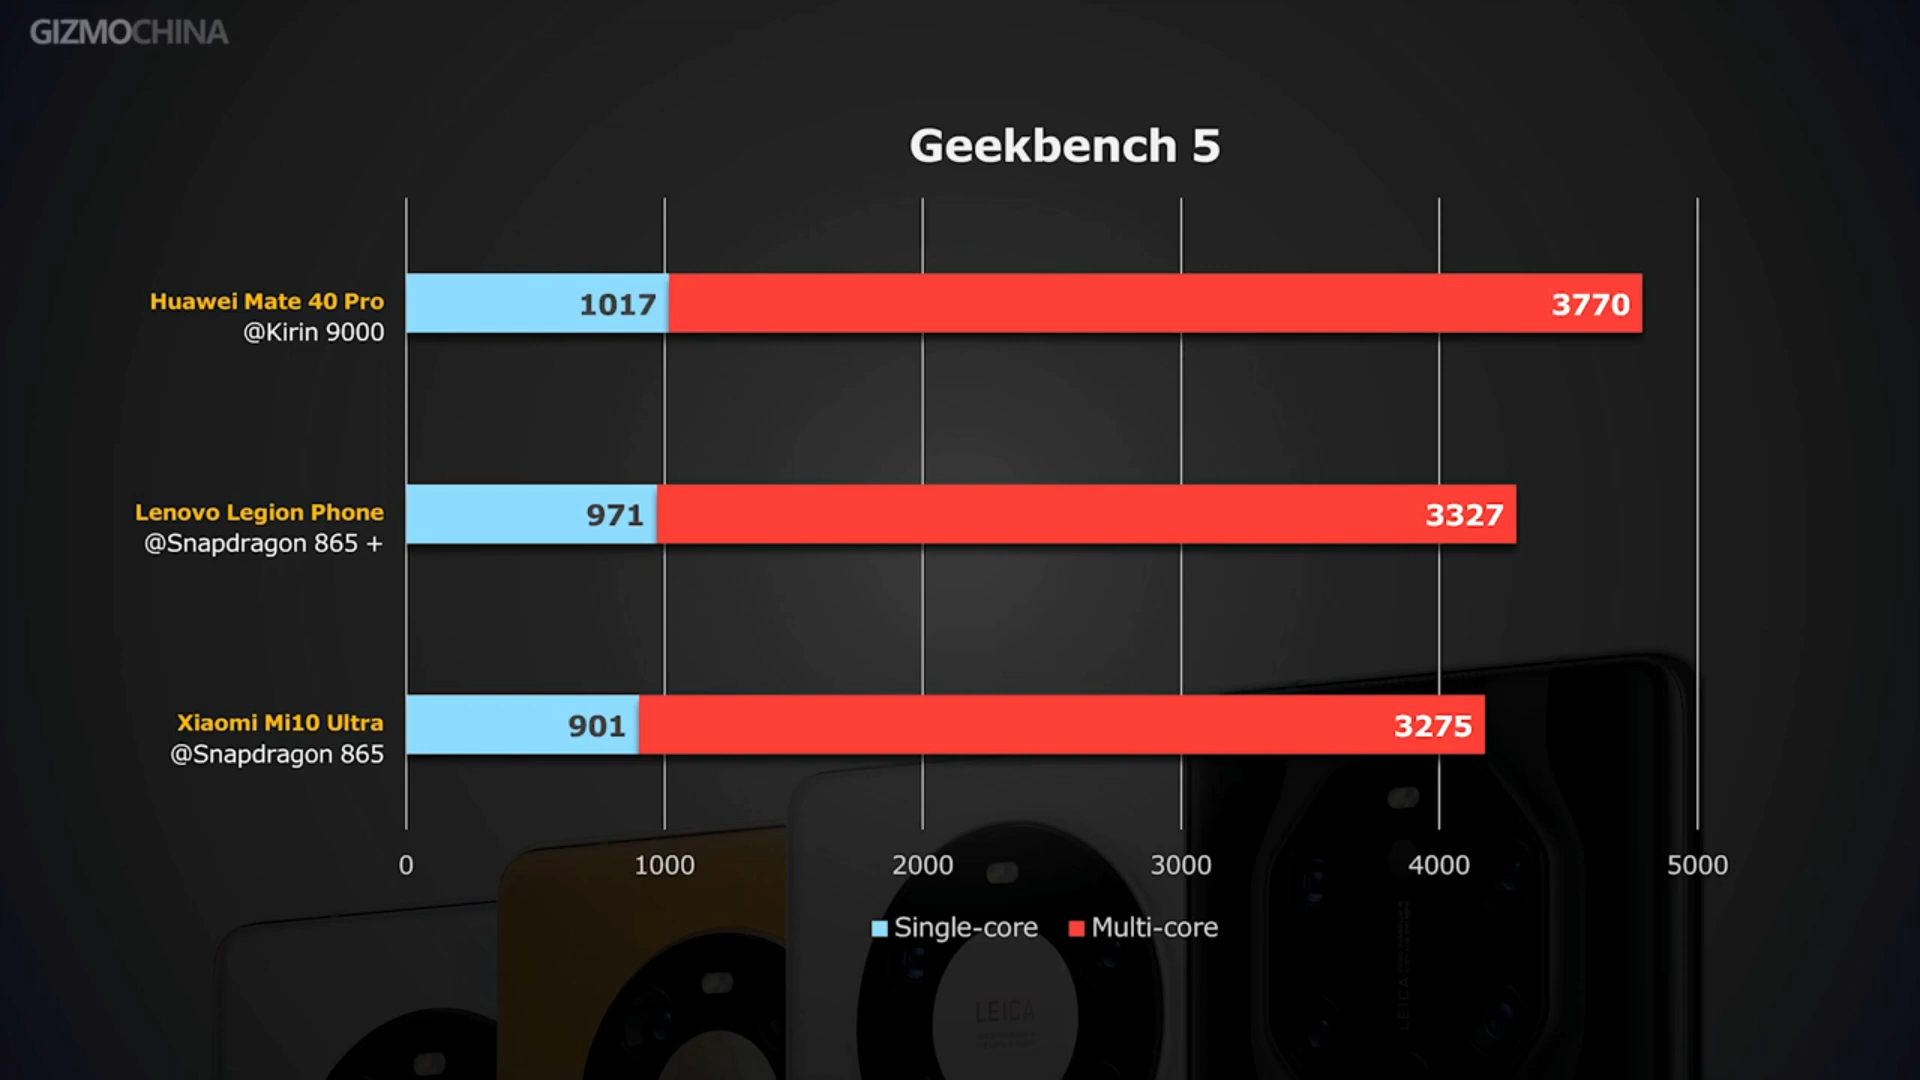 GIZMOCHINA
Geekbench 5
Huawei Mate 40 Pro
@Kirin 9000
1017
3770
Lenovo Legion Phone
@Snapdragon 865 +
971
3327
Xiaomi Mi10 Ultra
@Snapdragon 865
901
3275
0 1000 2000 3000 4000 5000
Single-core Multi-core
LEICA
LEICA